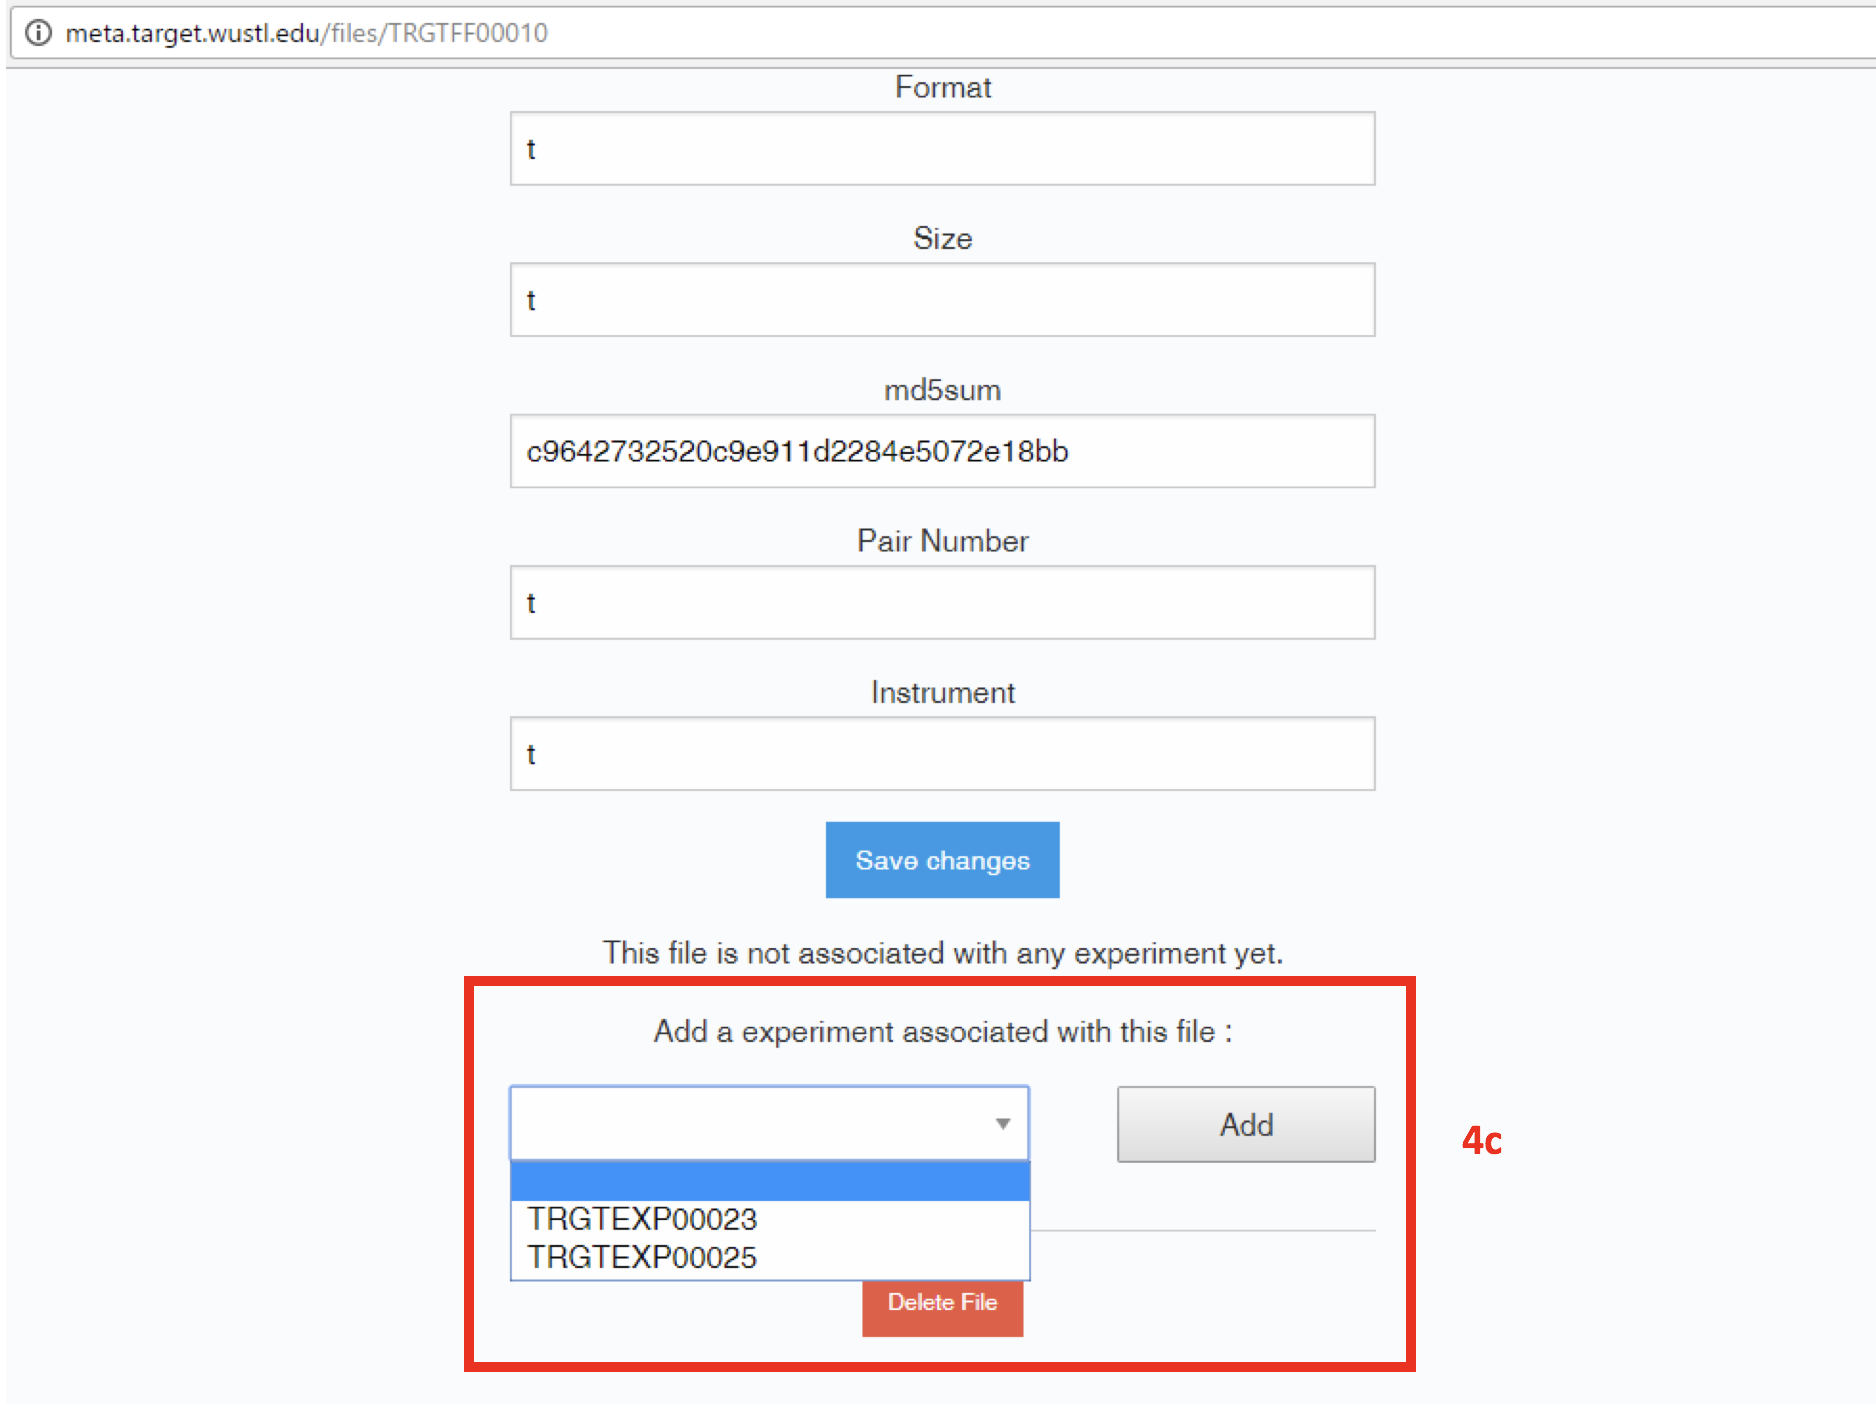 meta.target.wustl.edu/files/TRGTFF00010
Format
t
Size
t
md5sum
c9642732520c9e911d2284e5072e18bb
Pair Number
t
Instrument
t
Save changes
This file is not associated with any experiment yet.
Add a experiment associated with this file :
Add
4c
TRGTEXP00023
TRGTEXP00025
Delete File